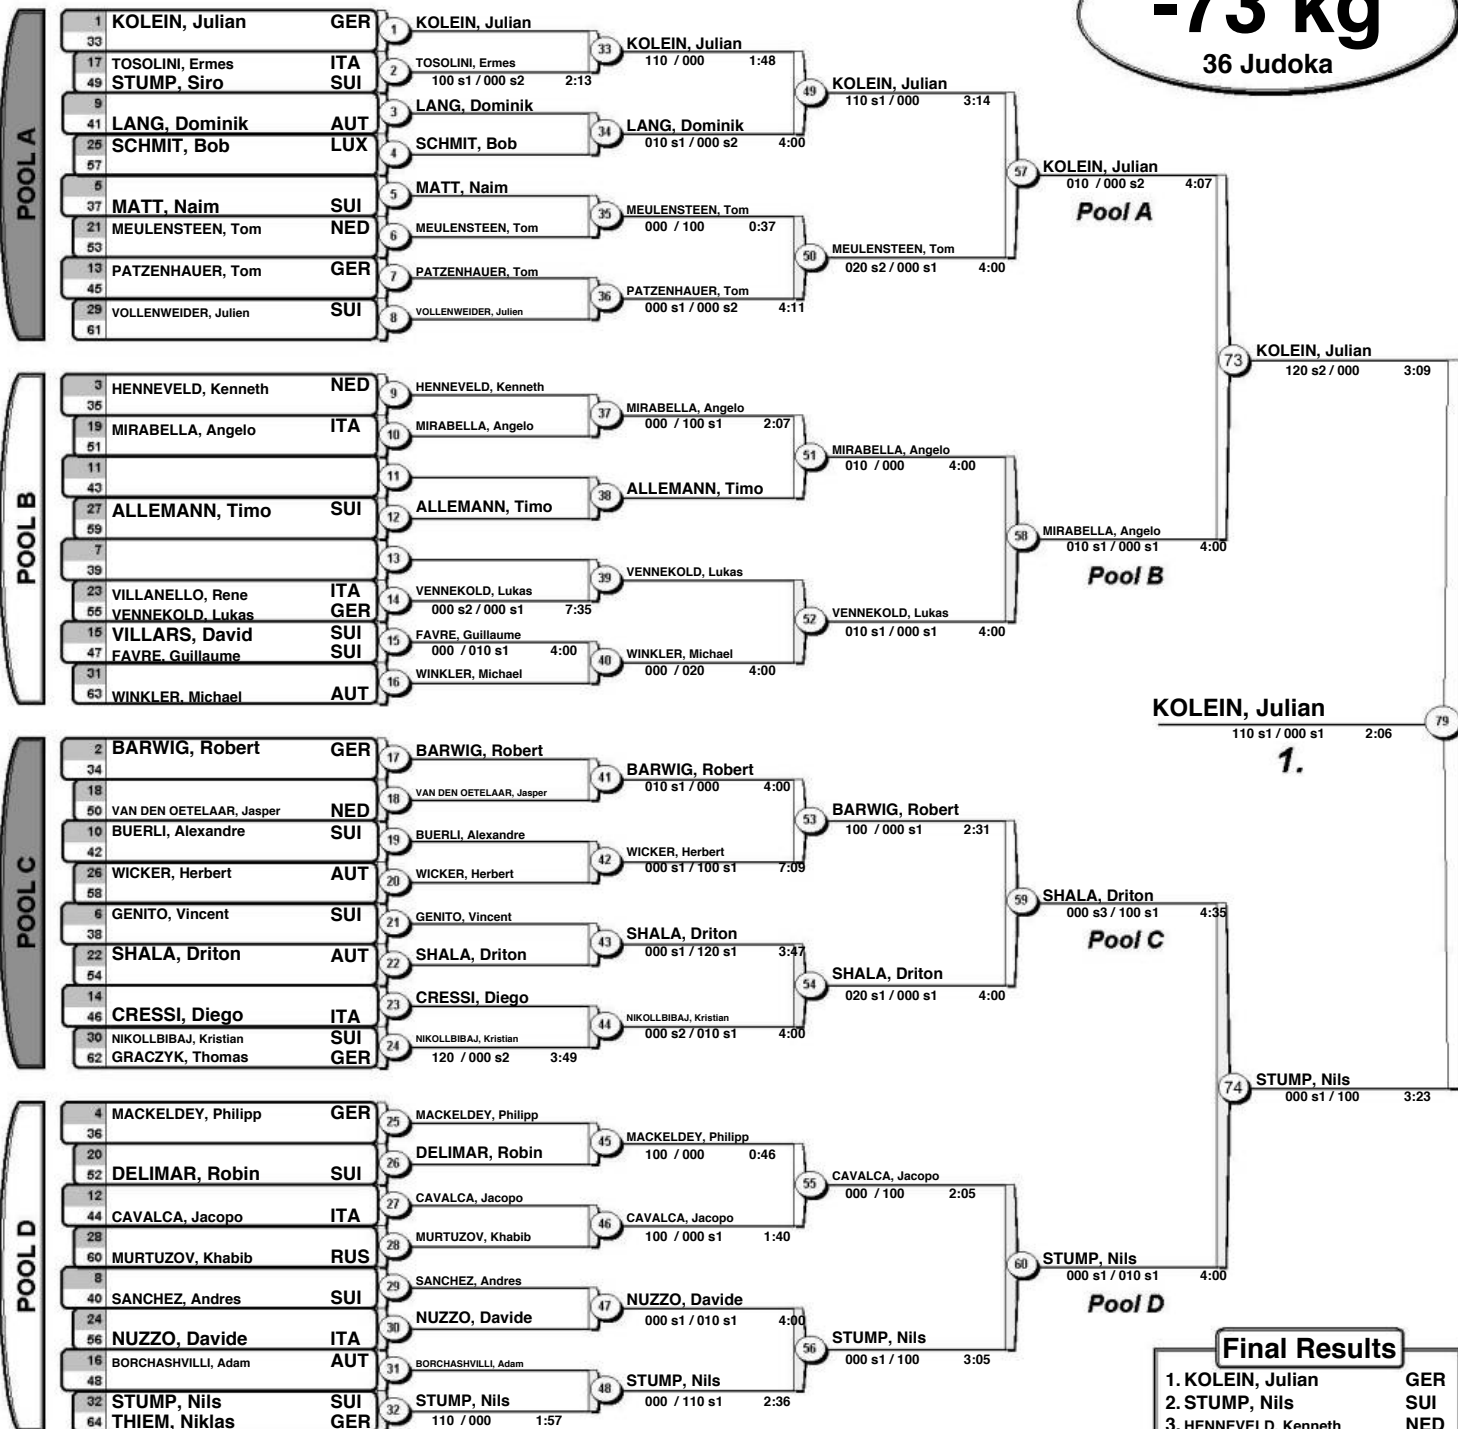 -73 kg
36 Judoka
POOL A
1 KOLEIN, Julian GER
33
17 TOSOLINI, Ermes ITA
49 STUMP, Siro SUI
9
41 LANG, Dominik AUT
25 SCHMIT, Bob LUX
57
5
37 MATT, Naim SUI
21 MEULENSTEEN, Tom NED
53
13 PATZENHAUER, Tom GER
45
29 VOLLENWEIDER, Julien SUI
61
1 KOLEIN, Julian
2 TOSOLINI, Ermes
100 s1 / 000 s2 2:13
3 LANG, Dominik
4 SCHMIT, Bob
5 MATT, Naim
6 MEULENSTEEN, Tom
7 PATZENHAUER, Tom
8 VOLLENWEIDER, Julien
33 KOLEIN, Julian
110 / 000 1:48
34 LANG, Dominik
010 s1 / 000 s2 4:00
35 MEULENSTEEN, Tom
000 / 100 0:37
36 PATZENHAUER, Tom
000 s1 / 000 s2 4:11
49 KOLEIN, Julian
110 s1 / 000 3:14
50 MEULENSTEEN, Tom
020 s2 / 000 s1 4:00
57 KOLEIN, Julian
010 / 000 s2 4:07
Pool A
POOL B
3 HENNEVELD, Kenneth NED
35
19 MIRABELLA, Angelo ITA
51
11
43
27 ALLEMANN, Timo SUI
59
7
39
23 VILLANELLO, Rene ITA
55 VENNEKOLD, Lukas GER
15 VILLARS, David SUI
47 FAVRE, Guillaume SUI
31
63 WINKLER, Michael AUT
9 HENNEVELD, Kenneth
10 MIRABELLA, Angelo
11
12 ALLEMANN, Timo
13
14 VENNEKOLD, Lukas
000 s2 / 000 s1 7:35
15 FAVRE, Guillaume
000 / 010 s1 4:00
16 WINKLER, Michael
37 MIRABELLA, Angelo
000 / 100 s1 2:07
38 ALLEMANN, Timo
39 VENNEKOLD, Lukas
40 WINKLER, Michael
000 / 020 4:00
51 MIRABELLA, Angelo
010 / 000 4:00
52 VENNEKOLD, Lukas
010 s1 / 000 s1 4:00
58 MIRABELLA, Angelo
010 s1 / 000 s1 4:00
Pool B
73 KOLEIN, Julian
120 s2 / 000 3:09
KOLEIN, Julian 79
110 s1 / 000 s1 2:06
1.
POOL C
2 BARWIG, Robert GER
34
18
50 VAN DEN OETELAAR, Jasper NED
10 BUERLI, Alexandre SUI
42
26 WICKER, Herbert AUT
58
6 GENITO, Vincent SUI
38
22 SHALA, Driton AUT
54
14
46 CRESSI, Diego ITA
30 NIKOLLBIBAJ, Kristian SUI
62 GRACZYK, Thomas GER
17 BARWIG, Robert
18 VAN DEN OETELAAR, Jasper
19 BUERLI, Alexandre
20 WICKER, Herbert
21 GENITO, Vincent
22 SHALA, Driton
23 CRESSI, Diego
24 NIKOLLBIBAJ, Kristian
120 / 000 s2 3:49
41 BARWIG, Robert
010 s1 / 000 4:00
42 WICKER, Herbert
000 s1 / 100 s1 7:09
43 SHALA, Driton
000 s1 / 120 s1 3:47
44 NIKOLLBIBAJ, Kristian
000 s2 / 010 s1 4:00
53 BARWIG, Robert
100 / 000 s1 2:31
54 SHALA, Driton
020 s1 / 000 s1 4:00
59 SHALA, Driton
000 s3 / 100 s1 4:35
Pool C
POOL D
4 MACKELDEY, Philipp GER
36
20
52 DELIMAR, Robin SUI
12
44 CAVALCA, Jacopo ITA
28
60 MURTUZOV, Khabib RUS
8
40 SANCHEZ, Andres SUI
24
56 NUZZO, Davide ITA
16 BORCHASHVILLI, Adam AUT
48
32 STUMP, Nils SUI
64 THIEM, Niklas GER
25 MACKELDEY, Philipp
26 DELIMAR, Robin
27 CAVALCA, Jacopo
28 MURTUZOV, Khabib
29 SANCHEZ, Andres
30 NUZZO, Davide
31 BORCHASHVILLI, Adam
32 STUMP, Nils
110 / 000 1:57
45 MACKELDEY, Philipp
100 / 000 0:46
46 CAVALCA, Jacopo
100 / 000 s1 1:40
47 NUZZO, Davide
000 s1 / 010 s1 4:00
48 STUMP, Nils
000 / 110 s1 2:36
55 CAVALCA, Jacopo
000 / 100 2:05
56 STUMP, Nils
000 s1 / 100 3:05
60 STUMP, Nils
000 s1 / 010 s1 4:00
Pool D
74 STUMP, Nils
000 s1 / 100 3:23
Final Results
1. KOLEIN, Julian GER
2. STUMP, Nils SUI
3. HENNEVELD, Kenneth NED